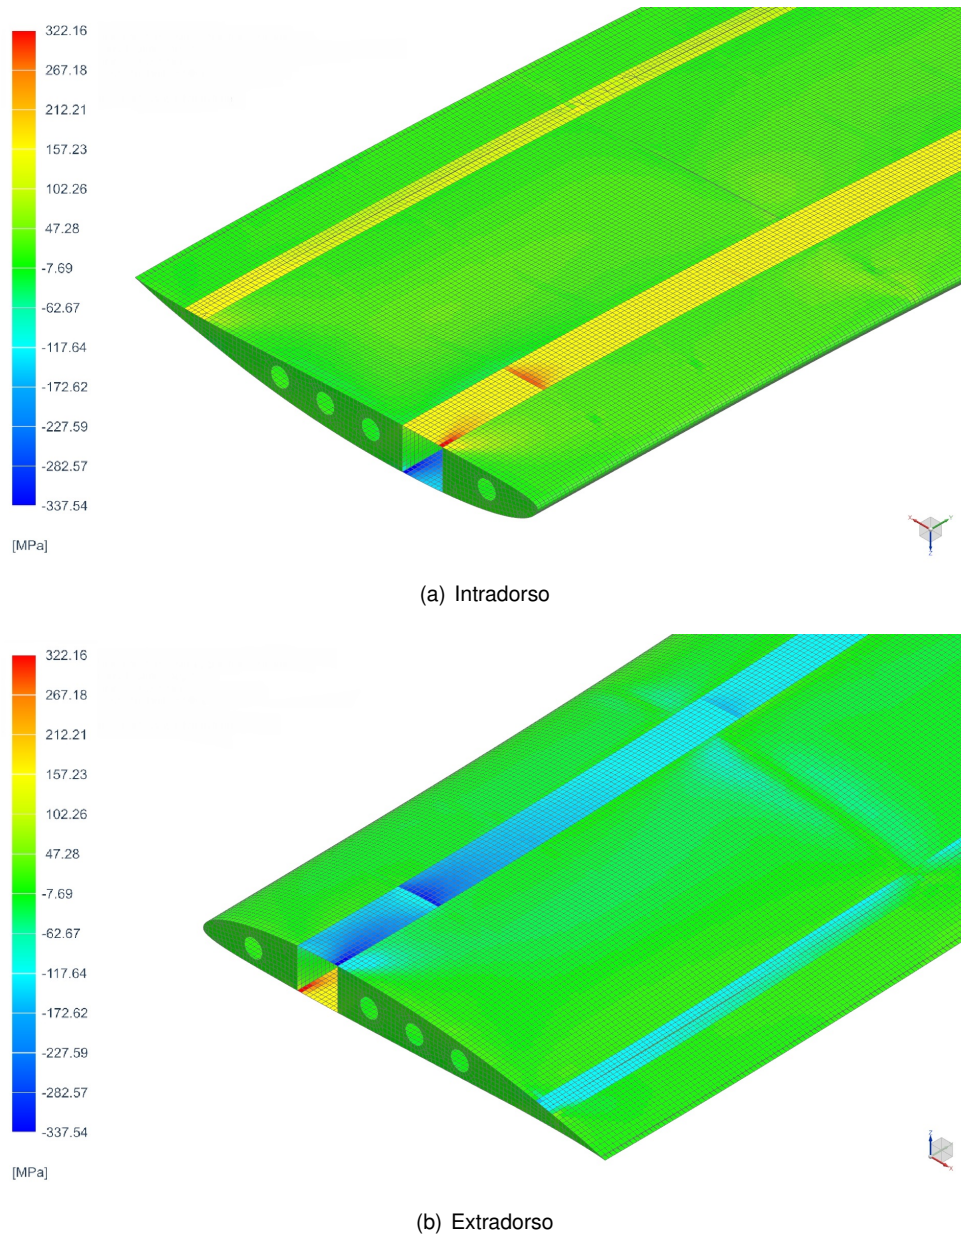 322.16
267.18
212.21
157.23
102.26
47.28
-7.69
-62.67
-117.64
-172.62
-227.59
-282.57
-337.54
[MPa]
X
Y
Z
(a) Intradorso
322.16
267.18
212.21
157.23
102.26
47.28
-7.69
-62.67
-117.64
-172.62
-227.59
-282.57
-337.54
[MPa]
Z
X
(b) Extradorso